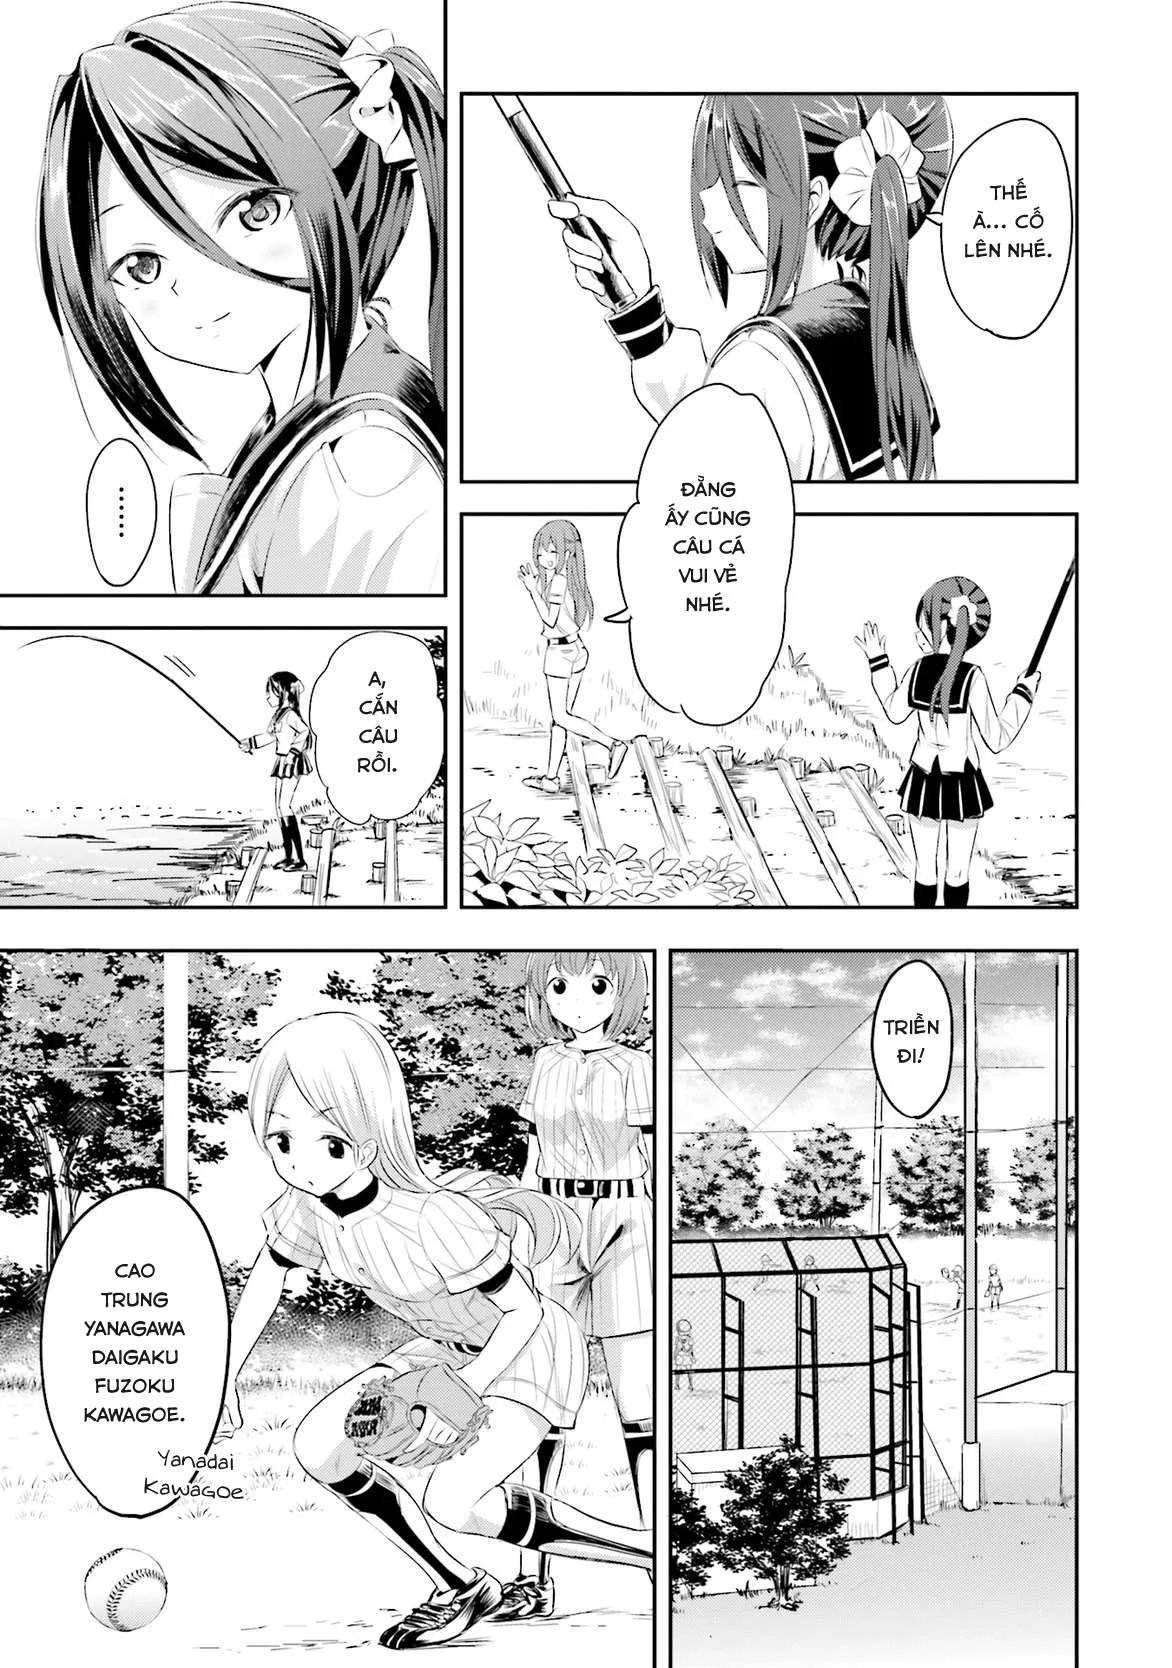 THẾ
À... CỐ
LÊN NHÉ.
ĐẰNG
ẤY CŨNG
CÂU CÁ
VUI VẺ
NHÉ.
......
A,
CẮN
CÂU
RỒI.
TRIỀN
ĐI!
CAO
TRUNG
YANAGAWA
DAIGAKU
FUZOKU
KAWAGOE.
Yanadai
Kawagoe